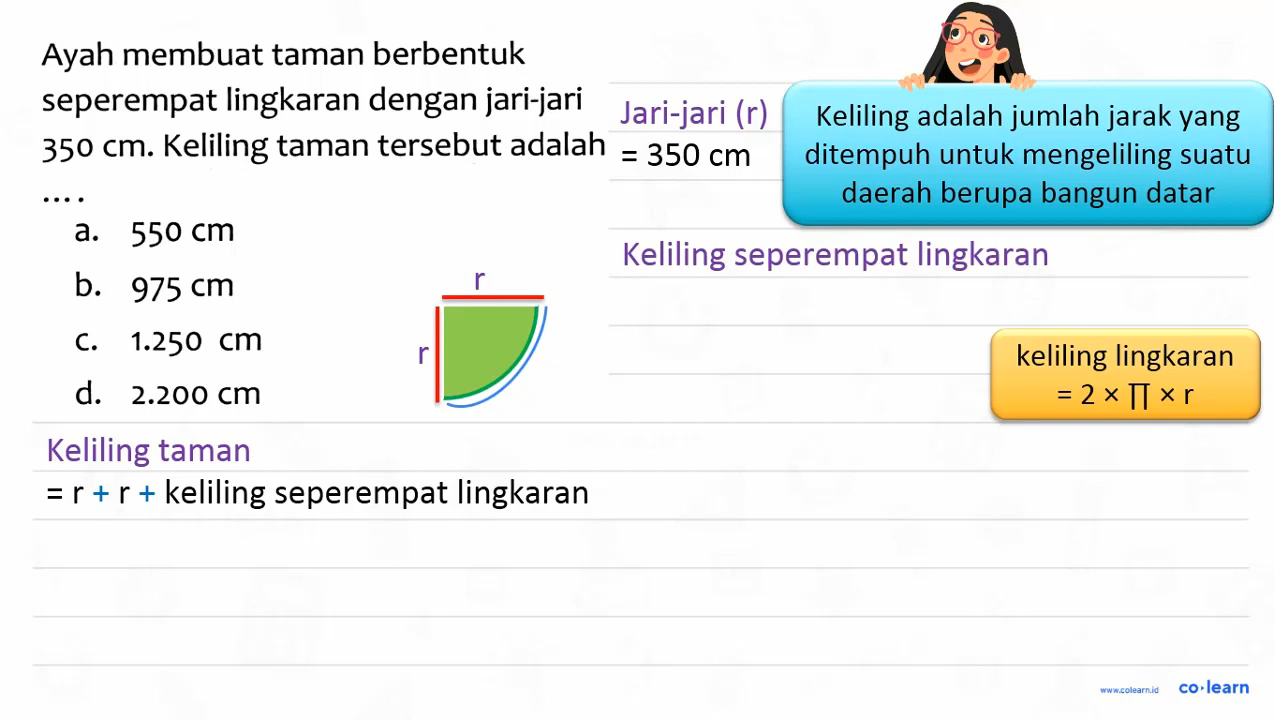 Ayah membuat taman berbentuk
seperempat lingkaran dengan jari-jari
350 cm. Keliling taman tersebut adalah
....
a. 550 cm
b. 975 cm
c. 1.250 cm
d. 2.200 cm
r
r
Jari-jari (r)
= 350 cm
Keliling adalah jumlah jarak yang
ditempuh untuk mengeliling suatu
daerah berupa bangun datar
Keliling seperempat lingkaran
keliling lingkaran
= 2 × ∏ × r
Keliling taman
= r + r + keliling seperempat lingkaran
www.colearn.id
co·learn